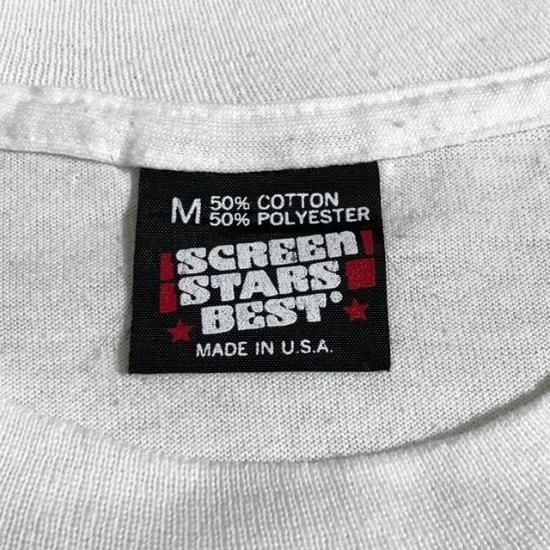 M 50% COTTON
50% POLYESTER
SCREEN
STARS
BEST®
MADE IN U.S.A.